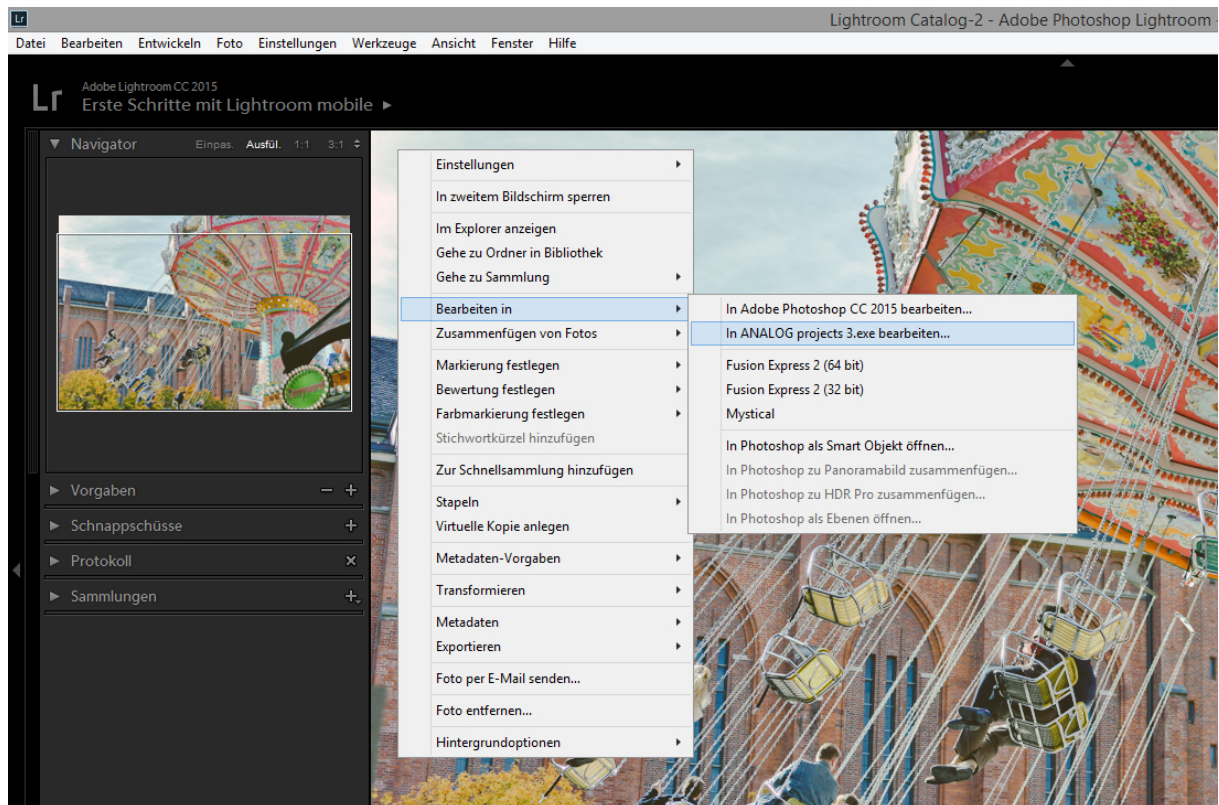 Lr
Lightroom Catalog-2 - Adobe Photoshop Lightroom -
Datei Bearbeiten Entwickeln Foto Einstellungen Werkzeuge Ansicht Fenster Hilfe
Lr
Adobe Lightroom CC 2015
Erste Schritte mit Lightroom mobile
Navigator Einpas. Ausfül. 1:1 3:1
Vorgaben
Schnappschüsse
Protokoll
Sammlungen
Einstellungen
In zweitem Bildschirm sperren
Im Explorer anzeigen
Gehe zu Ordner in Bibliothek
Gehe zu Sammlung
Bearbeiten in
Zusammenfügen von Fotos
Markierung festlegen
Bewertung festlegen
Farbmarkierung festlegen
Stichwortkürzel hinzufügen
Zur Schnellsammlung hinzufügen
Stapeln
Virtuelle Kopie anlegen
Metadaten-Vorgaben
Transformieren
Metadaten
Exportieren
Foto per E-Mail senden...
Foto entfernen...
Hintergrundoptionen
In Adobe Photoshop CC 2015 bearbeiten...
In ANALOG projects 3.exe bearbeiten...
Fusion Express 2 (64 bit)
Fusion Express 2 (32 bit)
Mystical
In Photoshop als Smart Objekt öffnen...
In Photoshop zu Panoramabild zusammenfügen...
In Photoshop zu HDR Pro zusammenfügen...
In Photoshop als Ebenen öffnen...